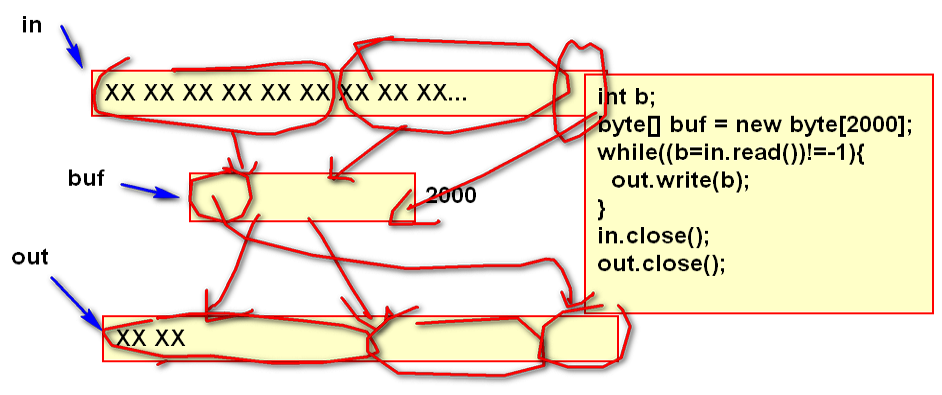 in
XX XX XX XX XX XX XX XX XX...
int b;
byte[] buf = new byte[2000];
while((b=in.read())!=-1){
out.write(b);
}
in.close();
out.close();
buf
2000
out
XX XX